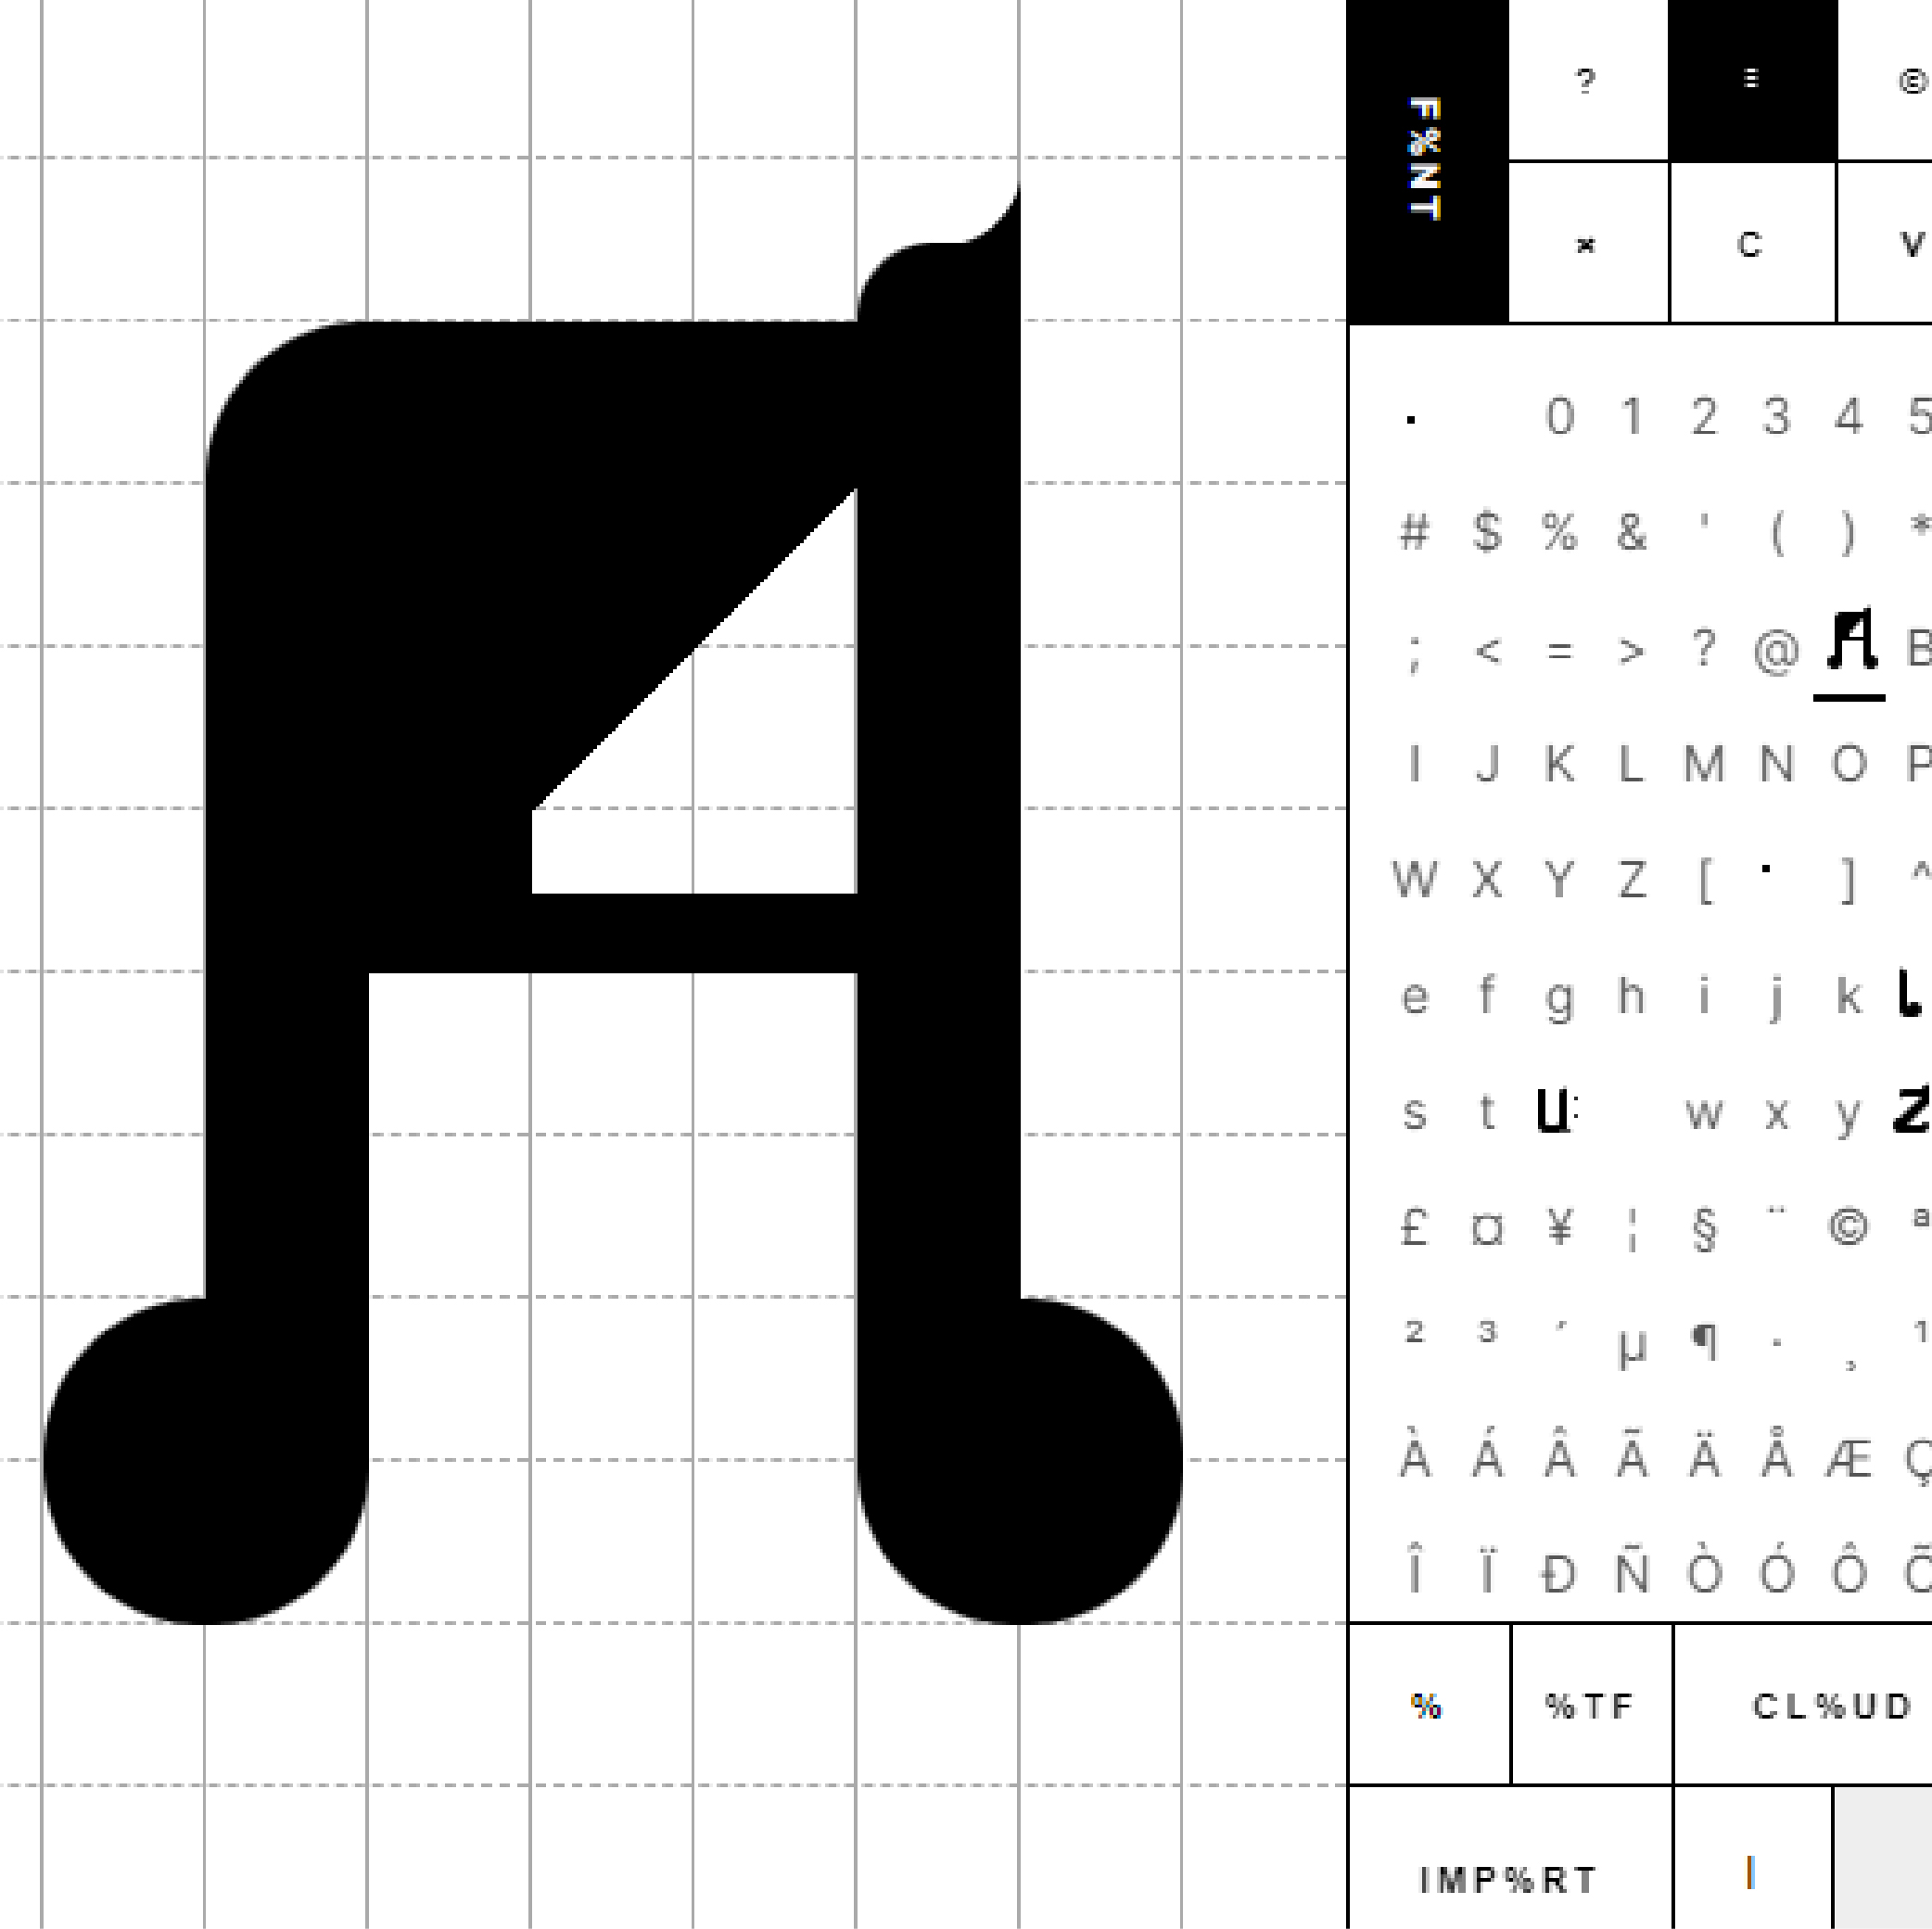 A
F%NT
? ≡ ©
× C V
. 0 1 2 3 4 5
# $ % & ' ( ) *
; < = > ? @ A B
I J K L M N O P
W X Y Z [ · ] ^
e f g h i j k l
s t u w x y z
£ ¤ ¥ ¦ § ¨ © ª
² ³ ´ µ ¶ · ¸ ¹
À Á Â Ã Ä Å Æ Ç
Î Ï Ð Ñ Ò Ó Ô Õ
% %TF CL%UD
IMP%RT I